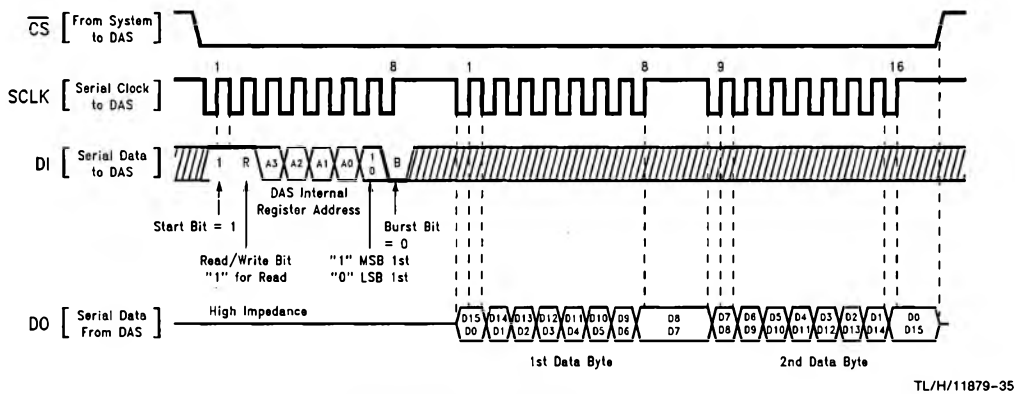 CS [ From System to DAS ]
1 8 1 8 9 16
SCLK [ Serial Clock to DAS ]
DI [ Serial Data to DAS ]
1 R A3 A2 A1 A0 1 0 B
DAS Internal
Register Address
Start Bit = 1
Burst Bit
= 0
Read/Write Bit
"1" for Read
"1" MSB 1st
"0" LSB 1st
DO [ Serial Data From DAS ]
High Impedance
D15 D14 D13 D12 D11 D10 D9 D8 D7 D6 D5 D4 D3 D2 D1 D0
D0 D1 D2 D3 D4 D5 D6 D7 D8 D9 D10 D11 D12 D13 D14 D15
1st Data Byte
2nd Data Byte
TL/H/11879-35